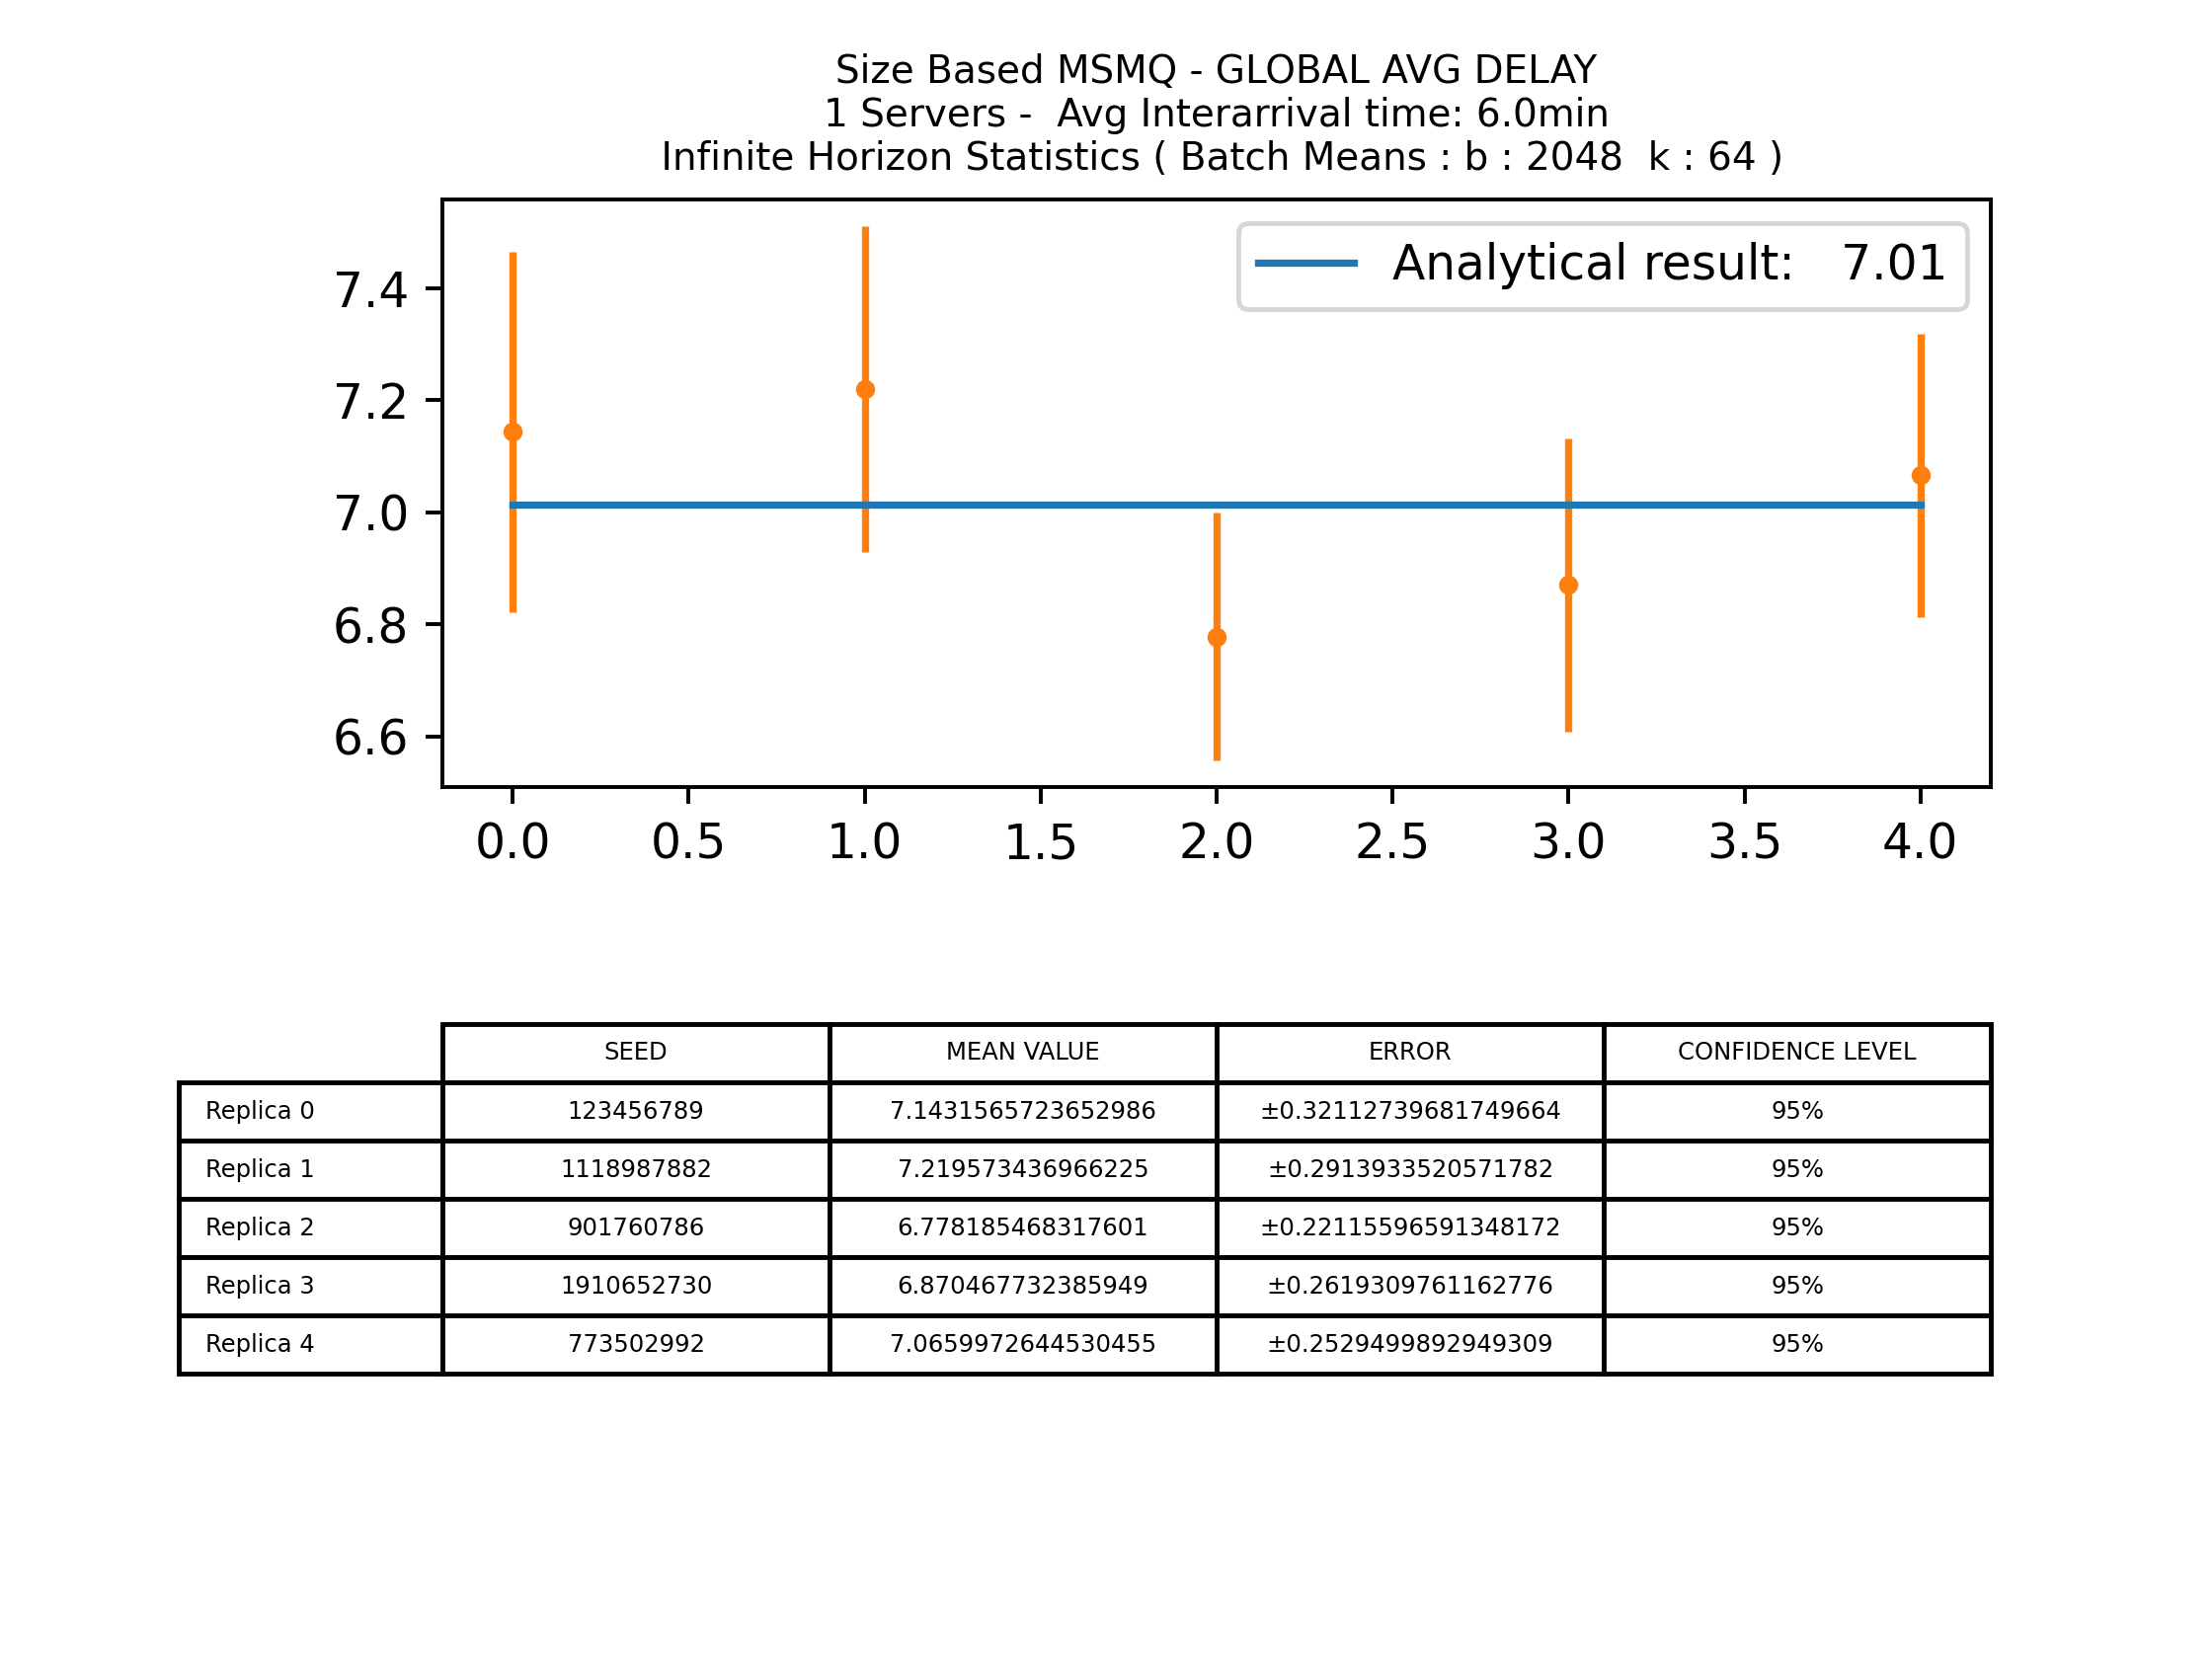 Size Based MSMQ - GLOBAL AVG DELAY
1 Servers -  Avg Interarrival time: 6.0min
Infinite Horizon Statistics ( Batch Means : b : 2048  k : 64 )
Analytical result:   7.01
7.4
7.2
7.0
6.8
6.6
0.0 0.5 1.0 1.5 2.0 2.5 3.0 3.5 4.0
SEED MEAN VALUE ERROR CONFIDENCE LEVEL
Replica 0 123456789 7.1431565723652986 ±0.32112739681749664 95%
Replica 1 1118987882 7.219573436966225 ±0.2913933520571782 95%
Replica 2 901760786 6.778185468317601 ±0.22115596591348172 95%
Replica 3 1910652730 6.870467732385949 ±0.2619309761162776 95%
Replica 4 773502992 7.0659972644530455 ±0.2529499892949309 95%